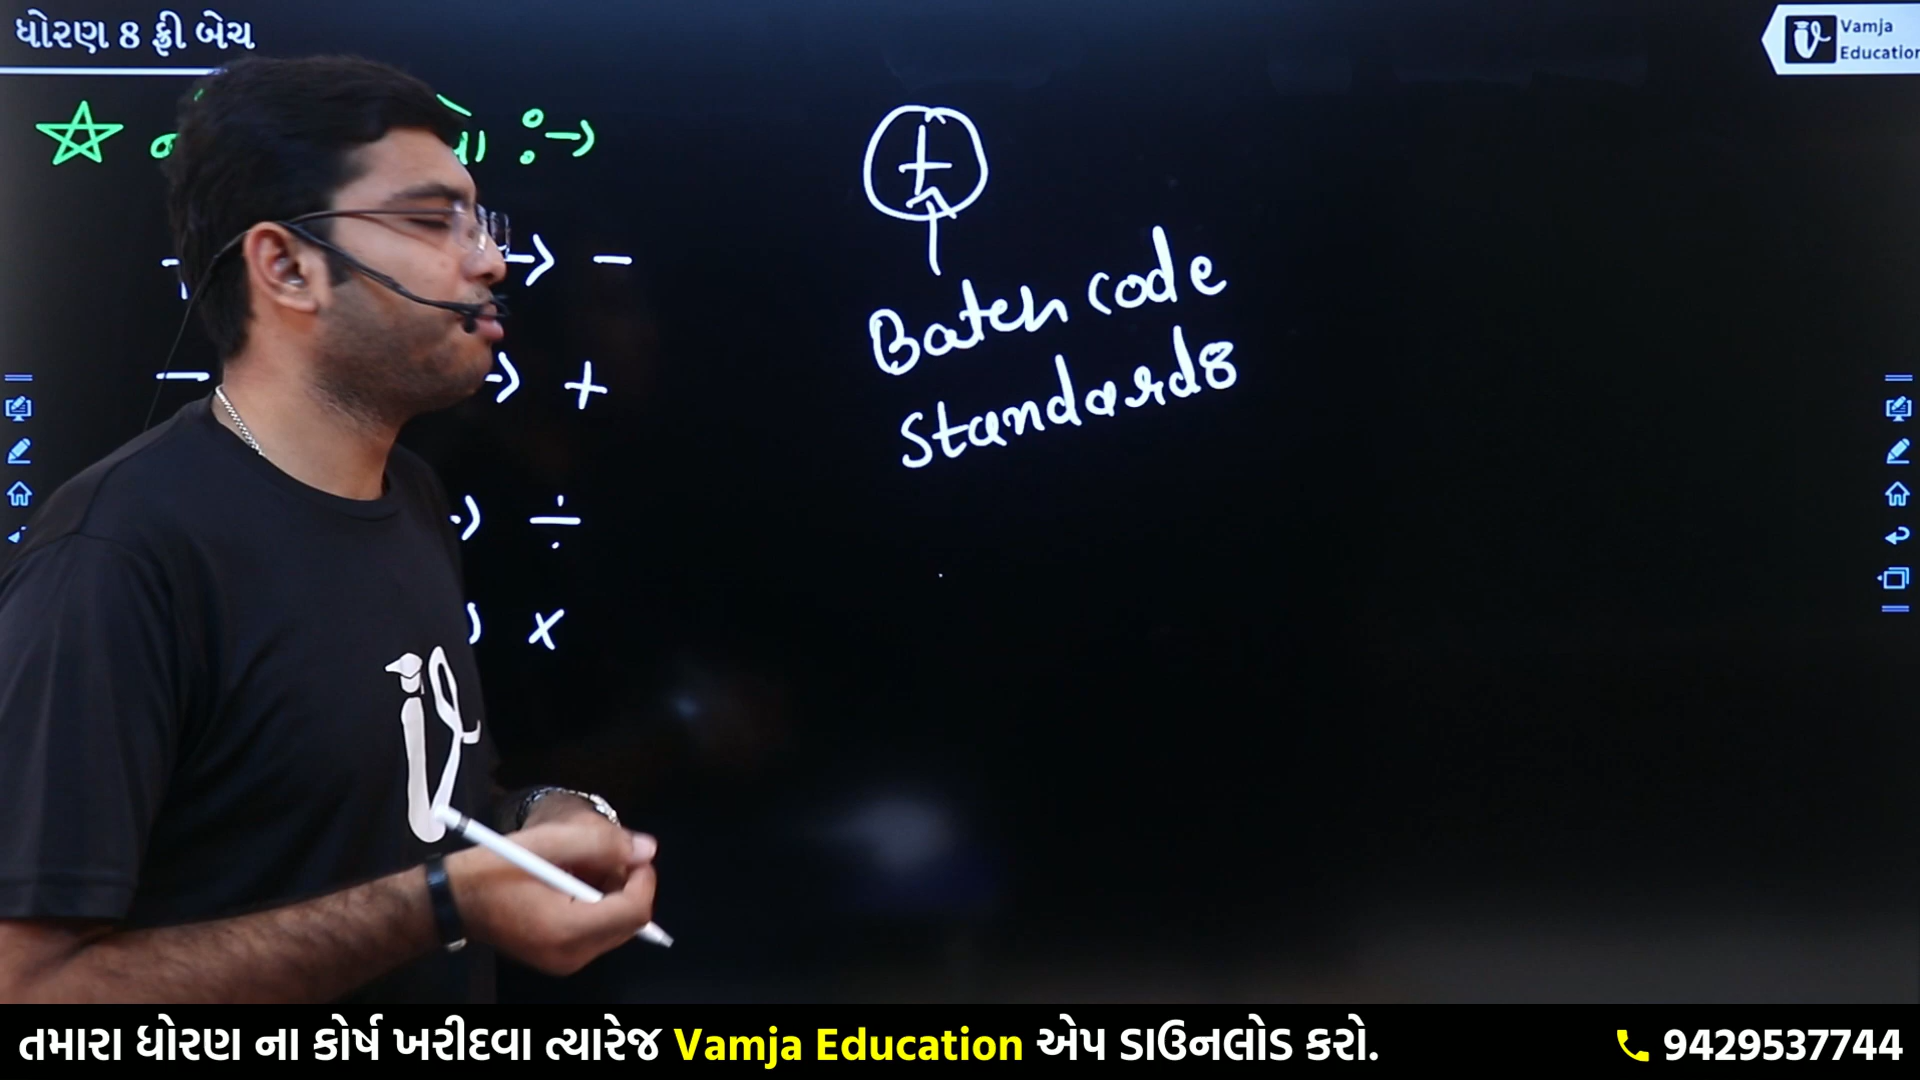 ધોરણ 8 ફ્રી બેચ
Vamja
Education
:→
→ -
- → +
→ ÷
×
+
Batch code
Standard8
તમારા ધોરણ ના કોર્ષ ખરીદવા ત્યારેજ Vamja Education એપ ડાઉનલોડ કરો.
9429537744